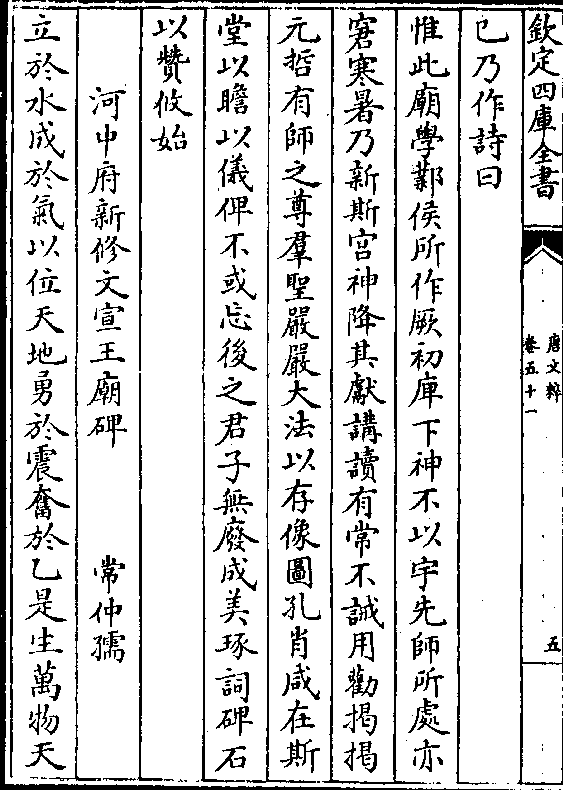 欽定四庫全書
唐文粹
卷五十一
五
已乃作詩曰
惟此廟學鄴侯所作厥初庳下神不以宇先師所處亦
窘寒暑乃新斯宮神降其獻講讀有常不誡用勸揭揭
元哲有師之尊羣聖嚴嚴大法以存像圖孔肖咸在斯
堂以瞻以儀俾不或忘後之君子無廢成美琢詞碑石
以贊攸始
河中府新修文宣王廟碑　常仲孺
立於水成於氣以位天地勇於震奮於乙是生萬物天